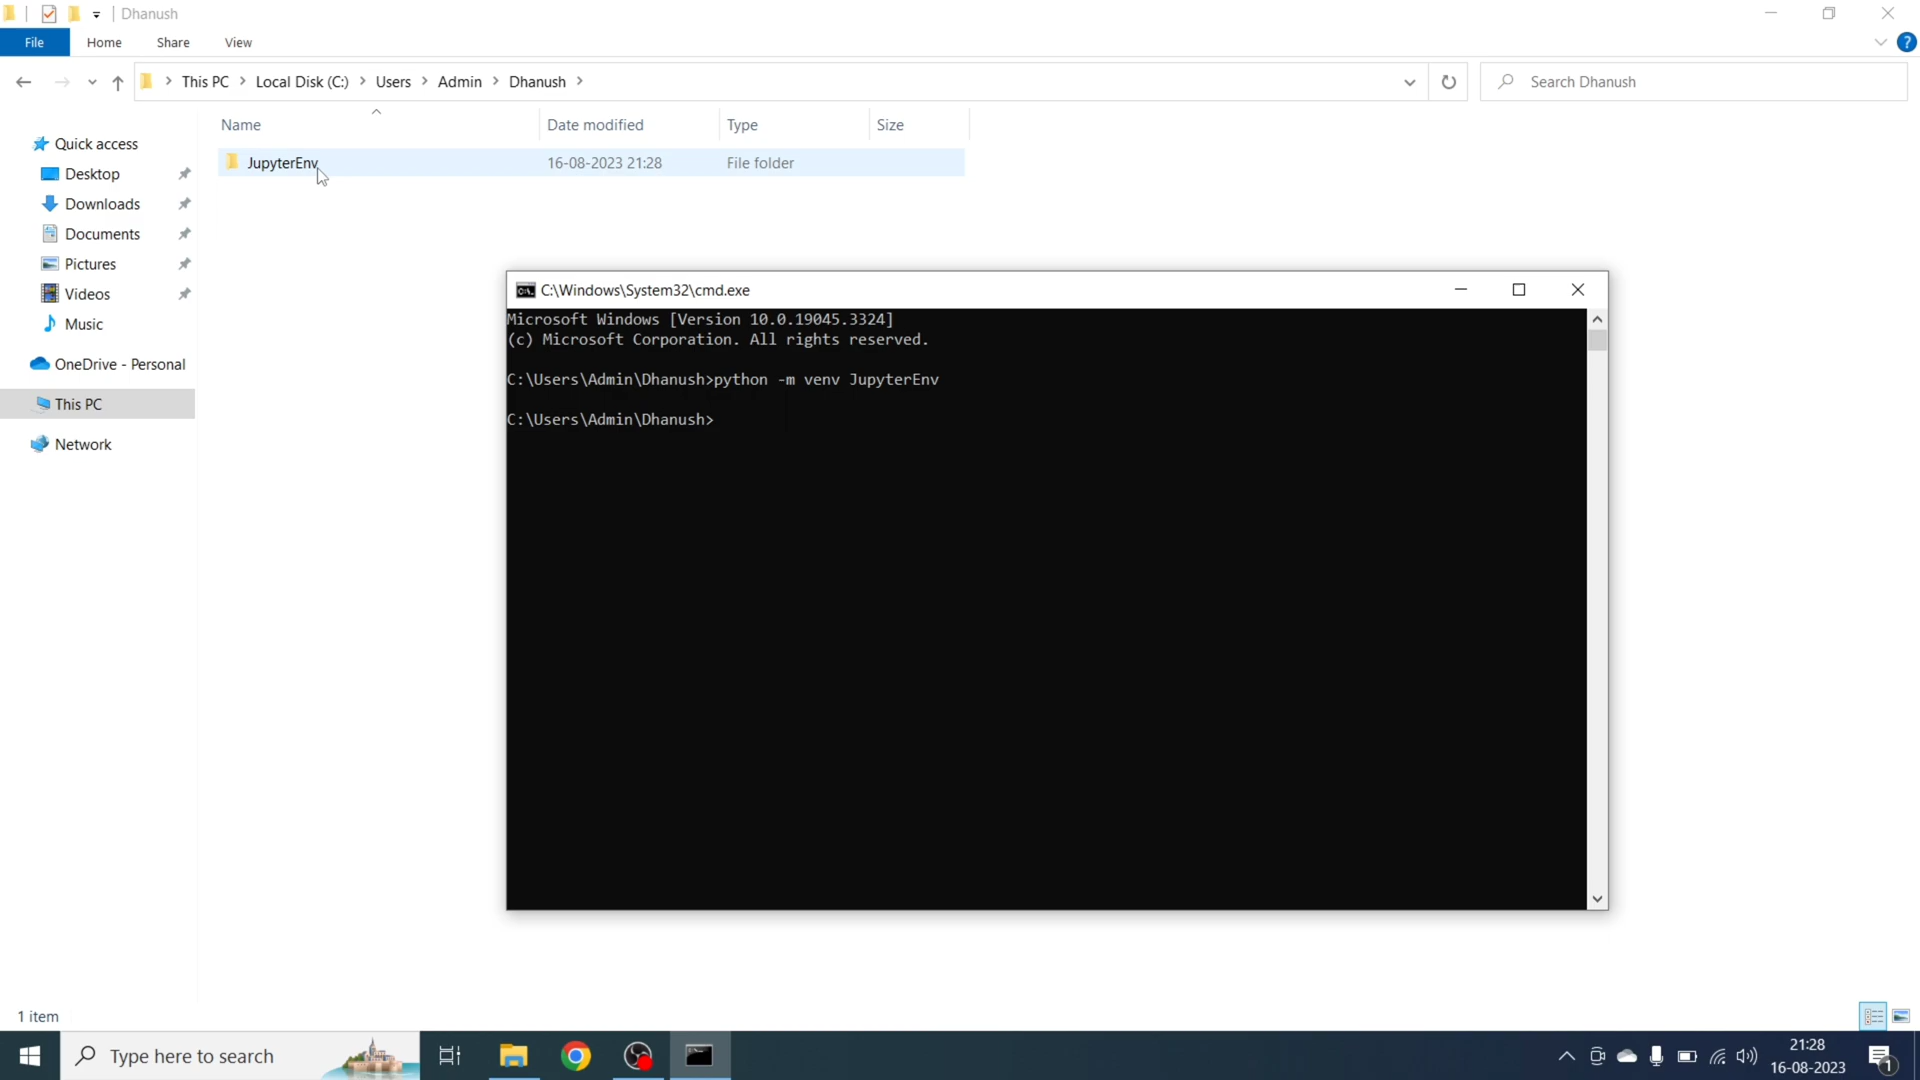 Dhanush
File Home Share View
This PC Local Disk (C:) Users Admin Dhanush
Search Dhanush
Name Date modified Type Size
JupyterEnv 16-08-2023 21:28 File folder
Quick access
Desktop
Downloads
Documents
Pictures
Videos
Music
OneDrive - Personal
This PC
Network
C:\Windows\System32\cmd.exe
Microsoft Windows [Version 10.0.19045.3324]
(c) Microsoft Corporation. All rights reserved.
C:\Users\Admin\Dhanush>python -m venv JupyterEnv
C:\Users\Admin\Dhanush>
1 item
Type here to search
21:28
16-08-2023
1